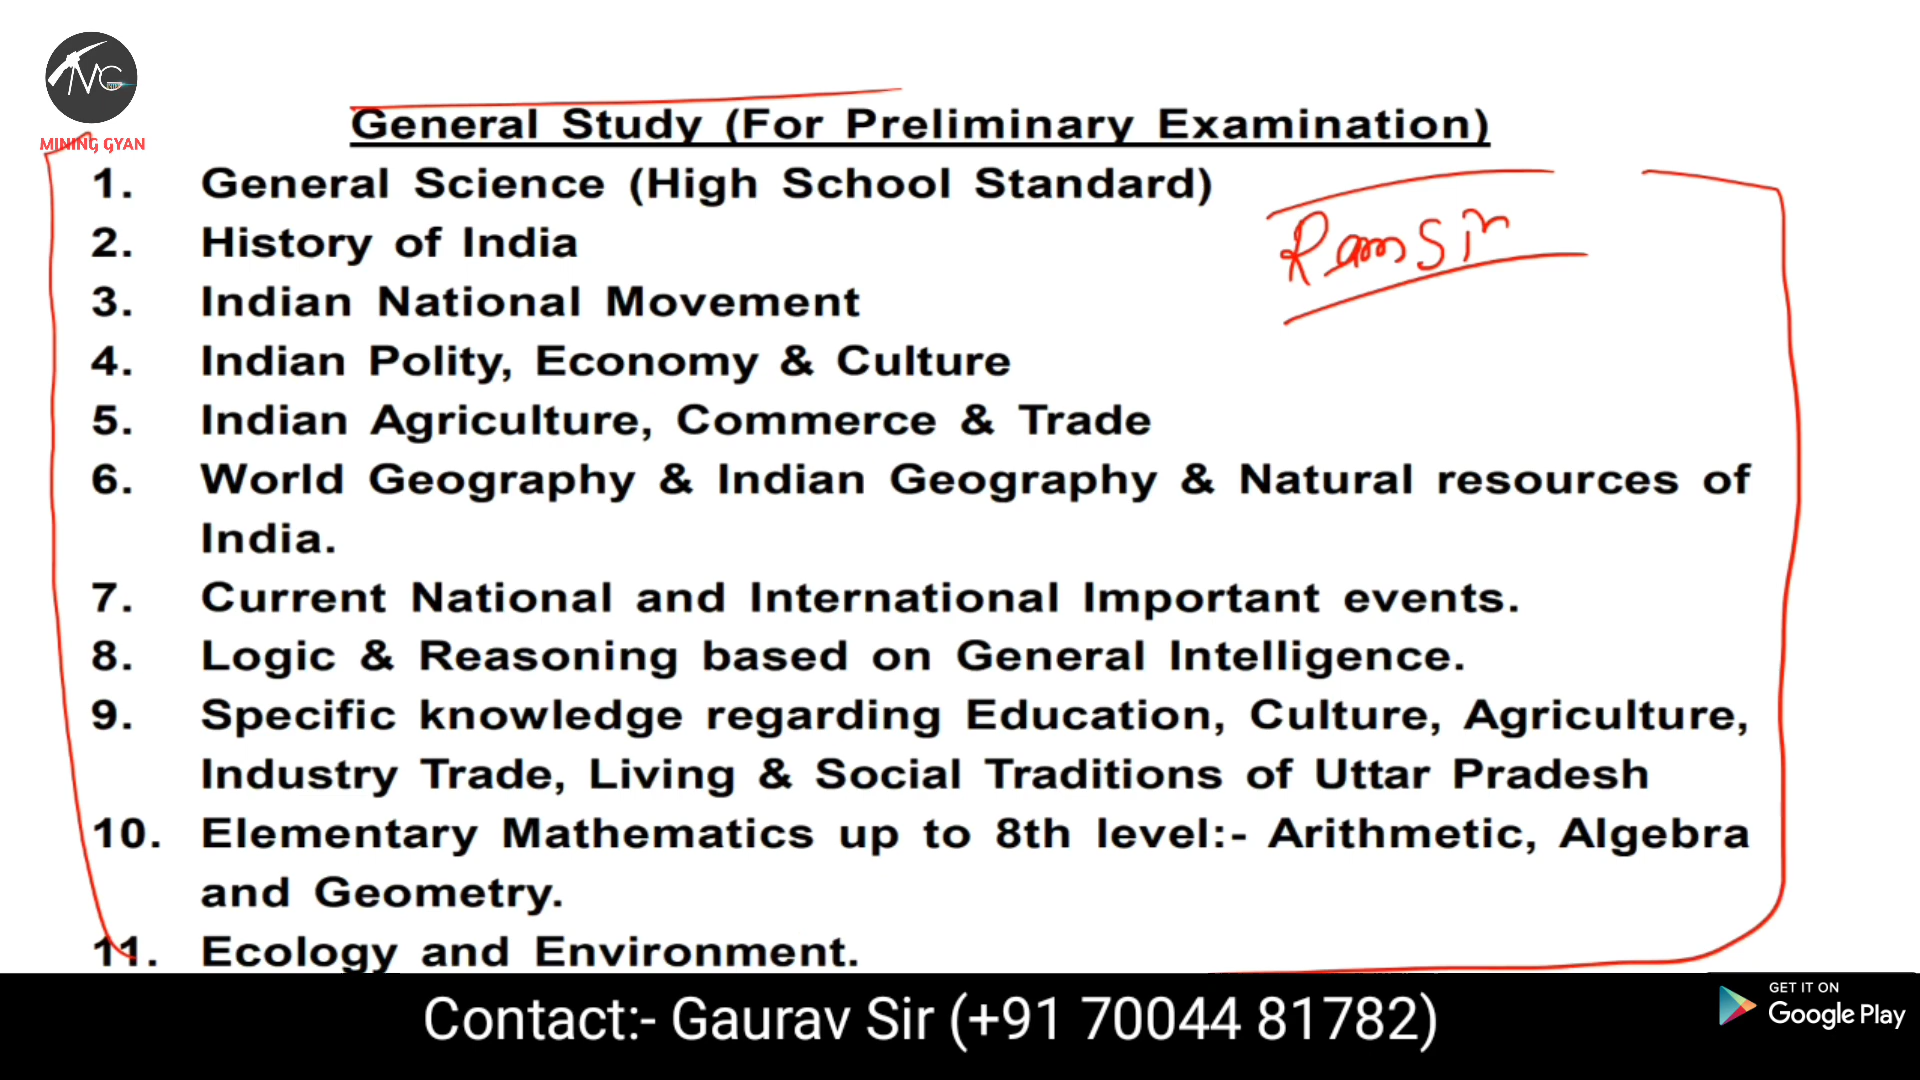 MG
MINING GYAN
General Study (For Preliminary Examination)
1. General Science (High School Standard)
Ram Sir
2. History of India
3. Indian National Movement
4. Indian Polity, Economy & Culture
5. Indian Agriculture, Commerce & Trade
6. World Geography & Indian Geography & Natural resources of
India.
7. Current National and International Important events.
8. Logic & Reasoning based on General Intelligence.
9. Specific knowledge regarding Education, Culture, Agriculture,
Industry Trade, Living & Social Traditions of Uttar Pradesh
10. Elementary Mathematics up to 8th level:- Arithmetic, Algebra
and Geometry.
11. Ecology and Environment.
Contact:- Gaurav Sir (+91 70044 81782)
GET IT ON
Google Play